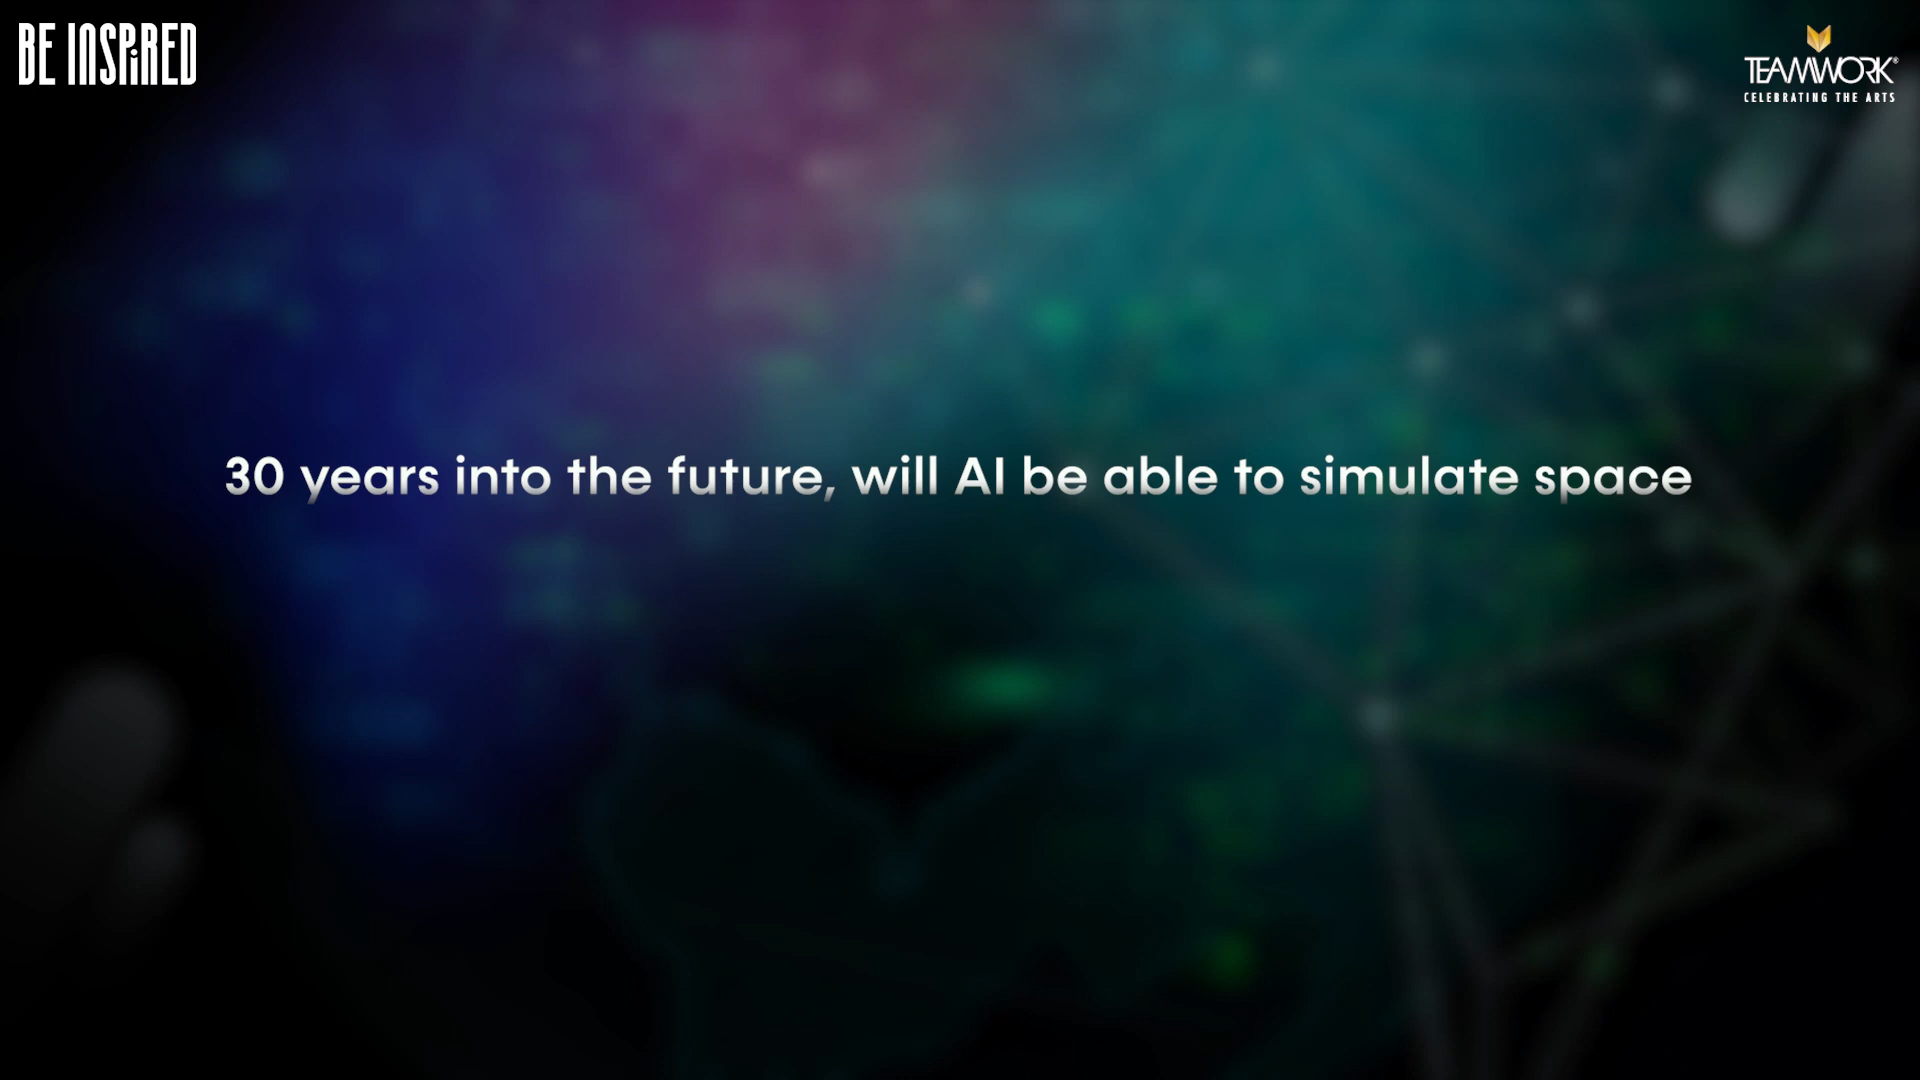 BE INSPiRED
TEAMWORK®
CELEBRATING THE ARTS
30 years into the future, will AI be able to simulate space